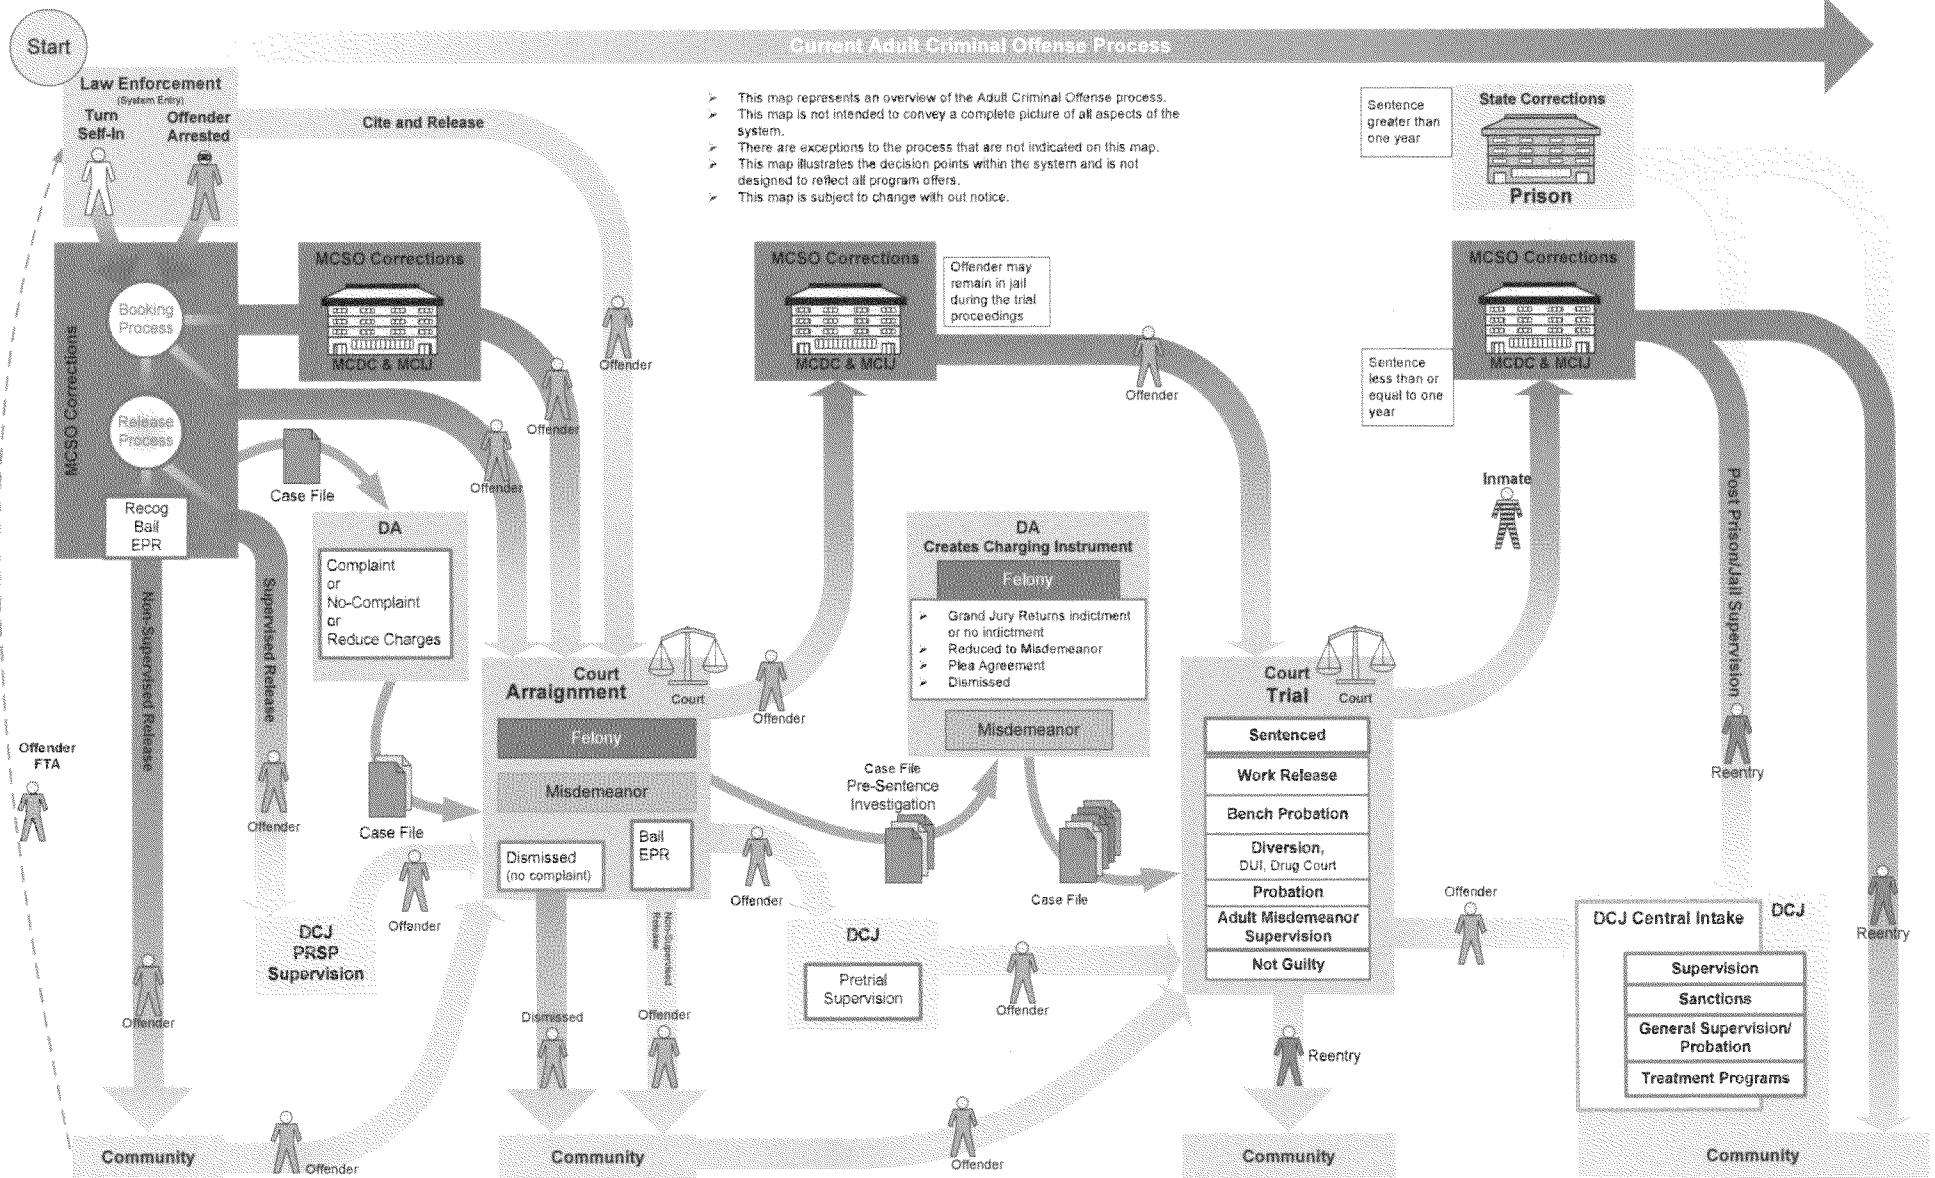 Start
Current Adult Criminal Offense Process
Law Enforcement
(System Entry)
Turn
Self-In
Offender
Arrested
Cite and Release
➢ This map represents an overview of the Adult Criminal Offense process.
➢ This map is not intended to convey a complete picture of all aspects of the
system.
➢ There are exceptions to the process that are not indicated on this map.
➢ This map illustrates the decision points within the system and is not
designed to reflect all program offers.
➢ This map is subject to change with out notice.
Sentence
greater than
one year
State Corrections
Prison
MCSO Corrections
Booking
Process
Release
Process
Recog
Bail
EPR
MCSO Corrections
MCDC & MCIJ
Offender
Offender
Offender
MCSO Corrections
MCDC & MCIJ
Offender may
remain in jail
during the trial
proceedings
Offender
MCSO Corrections
MCDC & MCIJ
Sentence
less than or
equal to one
year
Inmate
Case File
DA
Complaint
or
No-Complaint
or
Reduce Charges
Case File
Non-Supervised Release
Supervised Release
Offender
FTA
Offender
Offender
DCJ
PRSP
Supervision
Offender
Court
Arraignment
Court
Felony
Misdemeanor
Dismissed
(no complaint)
Bail
EPR
Offender
Offender
Dismissed
Non-Supervised
Release
Offender
DA
Creates Charging Instrument
Felony
➢ Grand Jury Returns indictment
or no indictment
➢ Reduced to Misdemeanor
➢ Plea Agreement
➢ Dismissed
Misdemeanor
Case File
Pre-Sentence
Investigation
Case File
DCJ
Pretrial
Supervision
Offender
Court
Trial
Court
Sentenced
Work Release
Bench Probation
Diversion,
DUI, Drug Court
Probation
Adult Misdemeanor
Supervision
Not Guilty
Reentry
Offender
Post Prison/Jail Supervision
Reentry
Reentry
DCJ Central Intake
DCJ
Supervision
Sanctions
General Supervision/
Probation
Treatment Programs
Community
Offender
Community
Offender
Community
Community